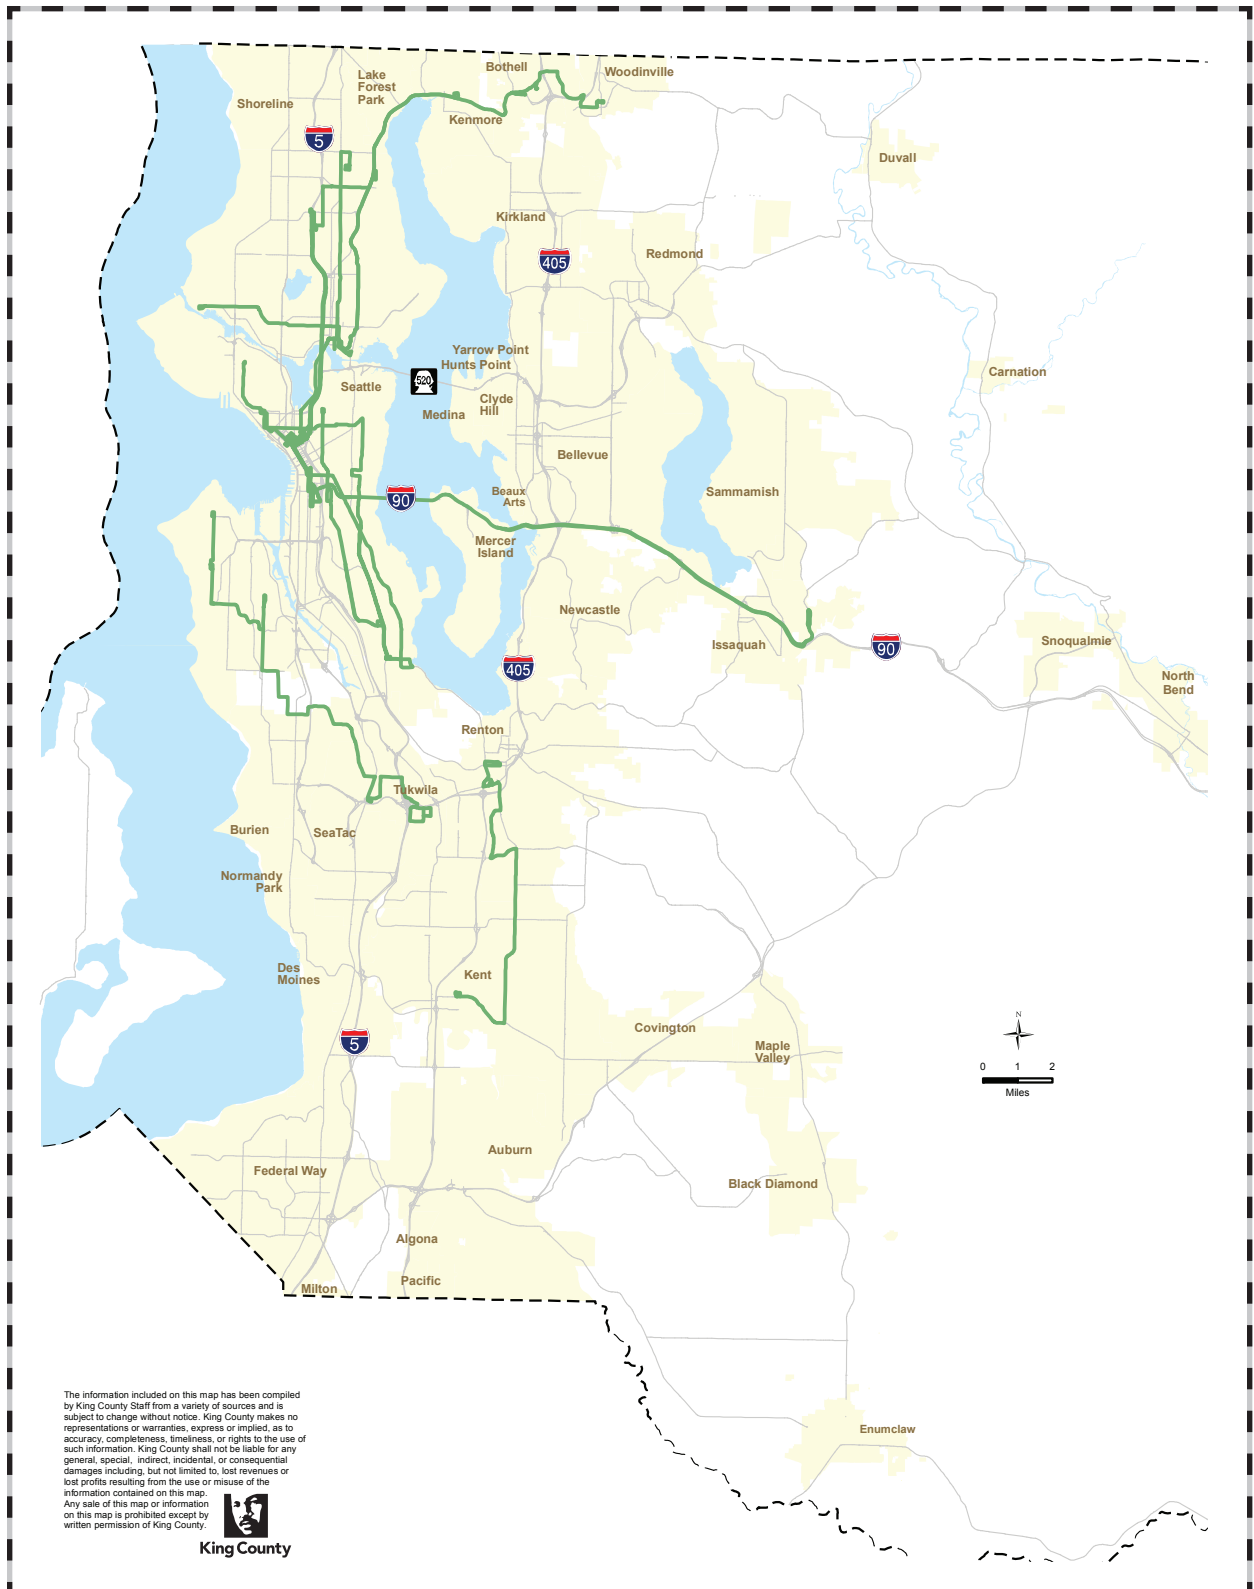 Bothell
Woodinville
Lake
Forest
Park
Shoreline
Kenmore
5
Duvall
Kirkland
Redmond
405
Yarrow Point
Hunts Point
Seattle
520
Clyde
Hill
Medina
Carnation
Bellevue
Beaux
Arts
Sammamish
90
Mercer
Island
Newcastle
Issaquah
90
Snoqualmie
405
North
Bend
Renton
Tukwila
Burien
SeaTac
Normandy
Park
Des
Moines
Kent
Covington
Maple
Valley
5
N
0 1 2
Miles
Auburn
Federal Way
Black Diamond
Algona
Pacific
Milton
Enumclaw
The information included on this map has been compiled
by King County Staff from a variety of sources and is
subject to change without notice. King County makes no
representations or warranties, express or implied, as to
accuracy, completeness, timeliness, or rights to the use of
such information. King County shall not be liable for any
general, special, indirect, incidental, or consequential
damages including, but not limited to, lost revenues or
lost profits resulting from the use or misuse of the
information contained on this map.
Any sale of this map or information
on this map is prohibited except by
written permission of King County.
King County